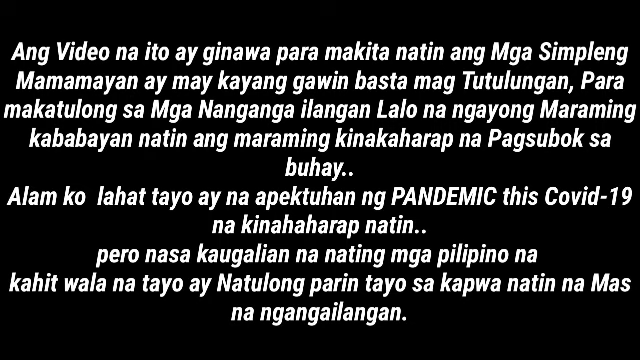 Ang Video na ito ay ginawa para makita natin ang Mga Simpleng
Mamamayan ay may kayang gawin basta mag Tutulungan, Para
makatulong sa Mga Nanganga ilangan Lalo na ngayong Maraming
kababayan natin ang maraming kinakaharap na Pagsubok sa
buhay..
Alam ko lahat tayo ay na apektuhan ng PANDEMIC this Covid-19
na kinahaharap natin..
pero nasa kaugalian na nating mga pilipino na
kahit wala na tayo ay Natulong parin tayo sa kapwa natin na Mas
na ngangailangan.